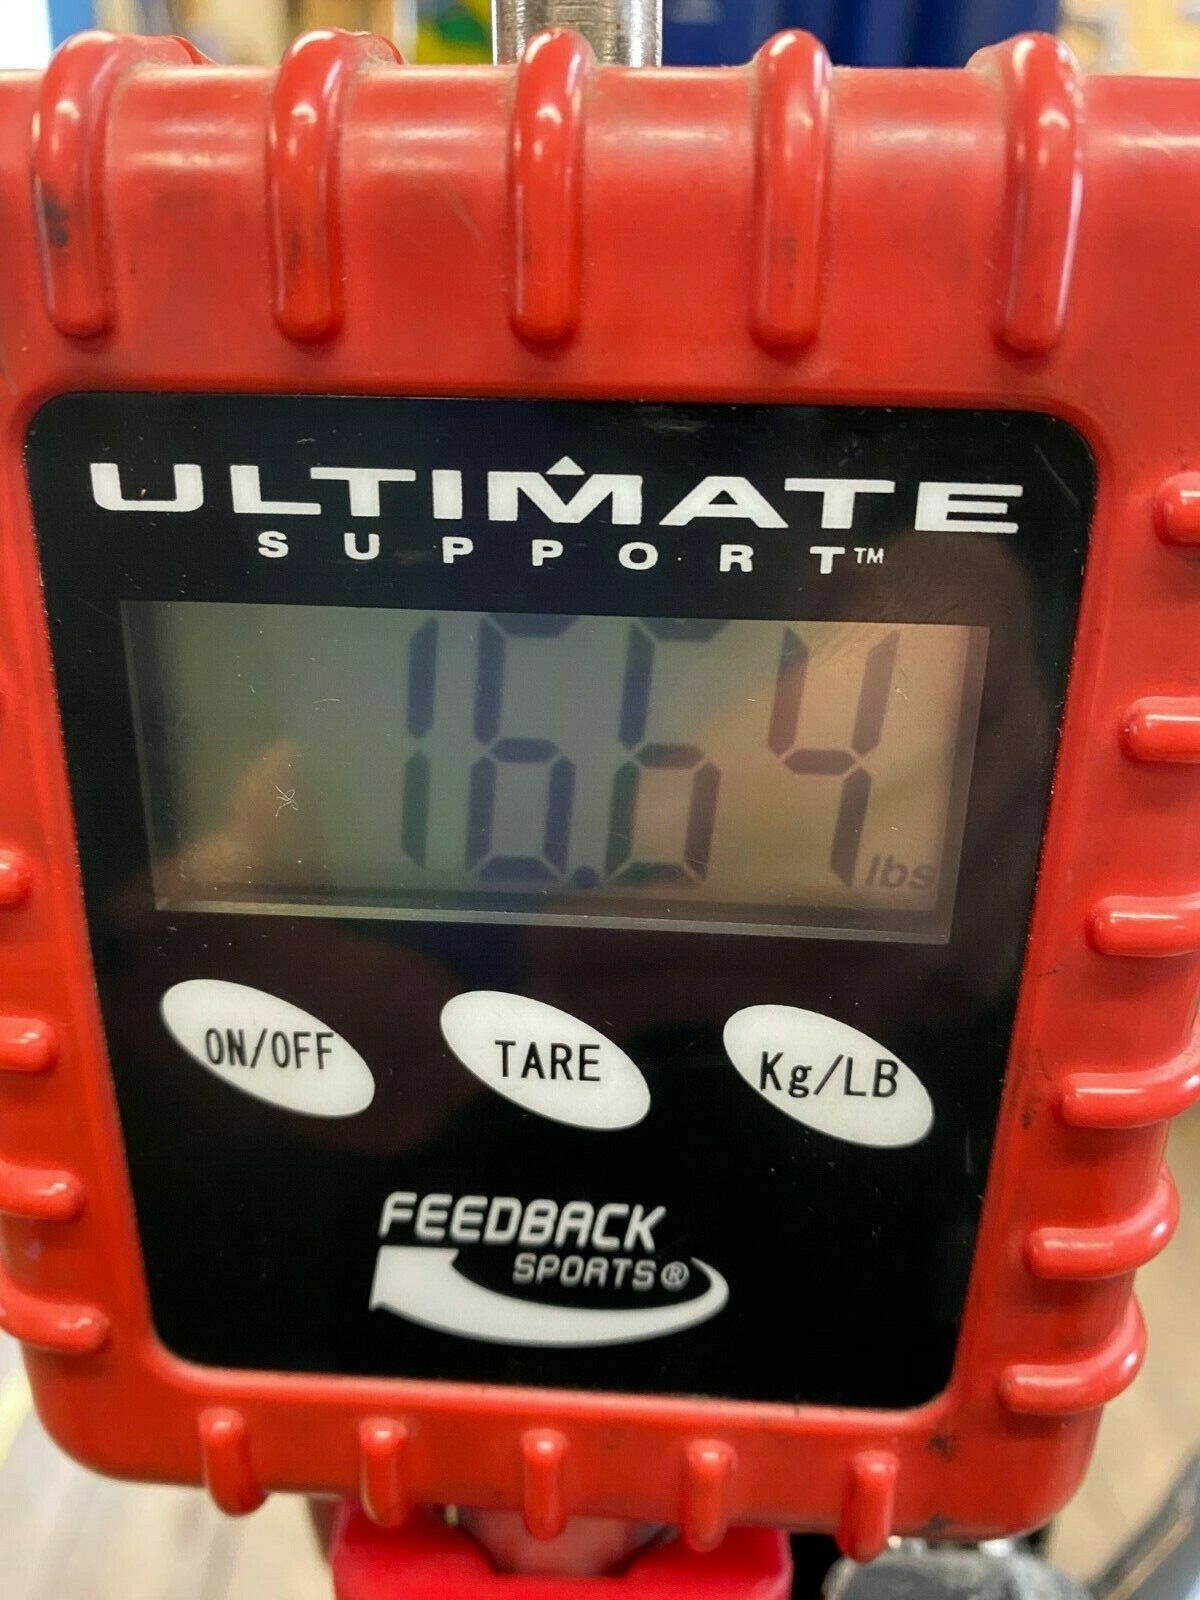 ULTIMATE
SUPPORT™
16.64 lbs
ON/OFF TARE Kg/LB
FEEDBACK
SPORTS®